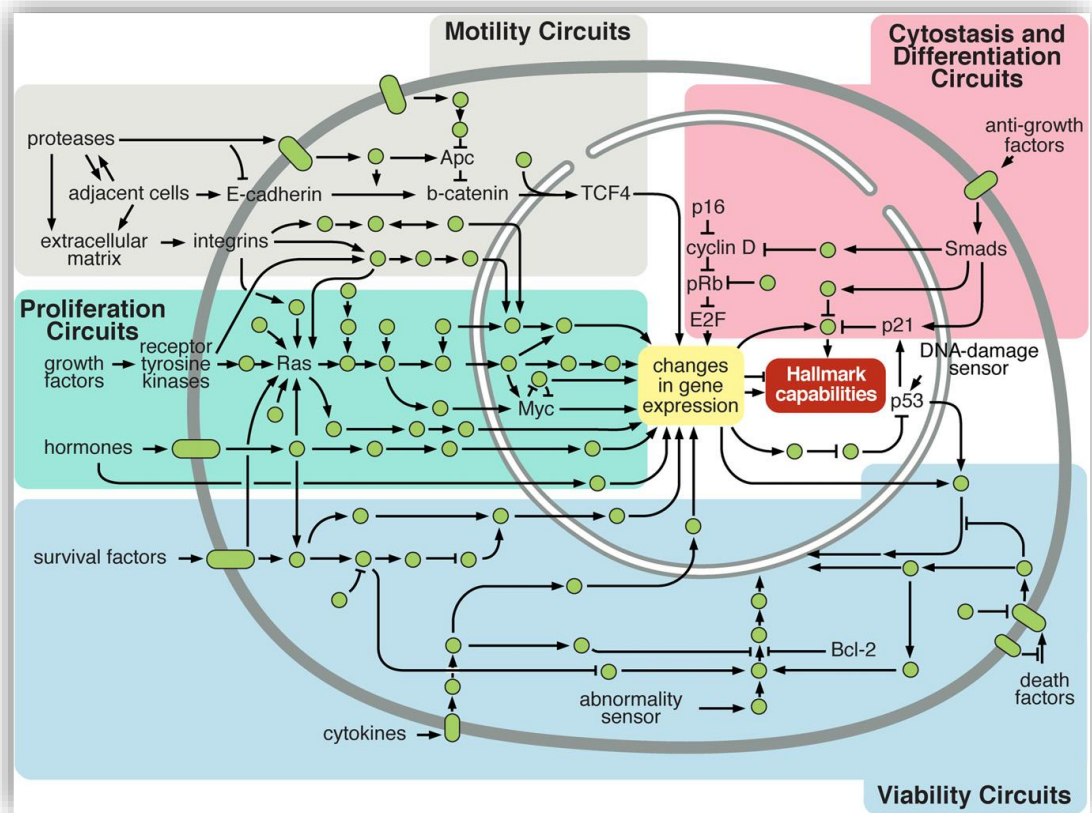 Motility Circuits
Cytostasis and
Differentiation
Circuits
proteases
Apc
anti-growth
factors
adjacent cells
E-cadherin
b-catenin
TCF4
p16
extracellular
matrix
integrins
cyclin D
Smads
pRb
E2F
p21
Proliferation
Circuits
growth
factors
receptor
tyrosine
kinases
Ras
Myc
changes
in gene
expression
Hallmark
capabilities
DNA-damage
sensor
p53
hormones
survival factors
Bcl-2
abnormality
sensor
death
factors
cytokines
Viability Circuits